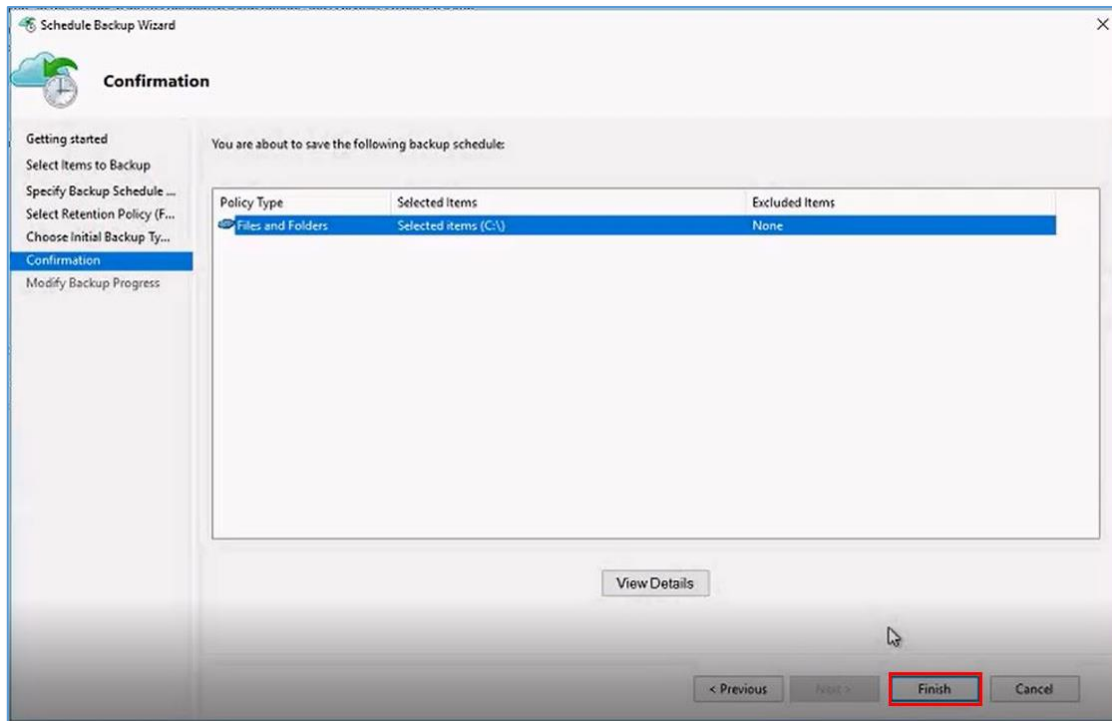 Schedule Backup Wizard
Confirmation
Getting started
Select Items to Backup
Specify Backup Schedule ...
Select Retention Policy (F...
Choose Initial Backup Ty...
Confirmation
Modify Backup Progress
You are about to save the following backup schedule:
Policy Type Selected Items Excluded Items
Files and Folders Selected items (C:\) None
View Details
< Previous Next > Finish Cancel